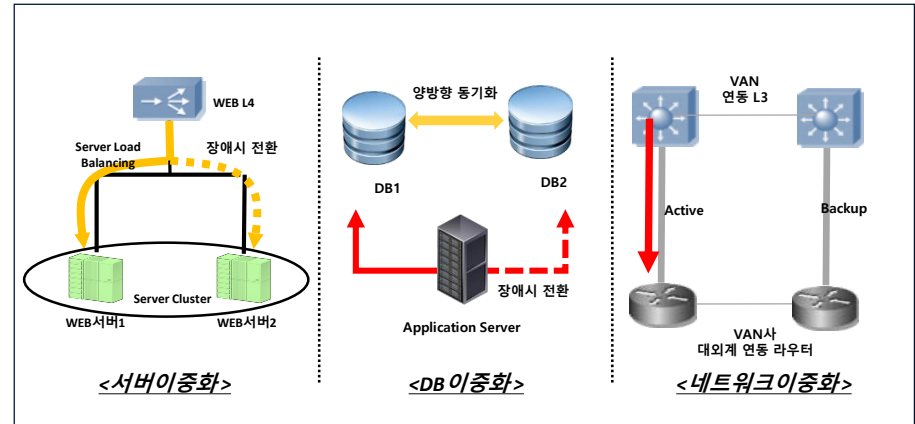 WEB L4
Server Load
Balancing
장애시 전환
Server Cluster
WEB서버1
WEB서버2
<서버이중화>
양방향 동기화
DB1
DB2
장애시 전환
Application Server
<DB이중화>
VAN
연동 L3
Active
Backup
VAN사
대외계 연동 라우터
<네트워크이중화>